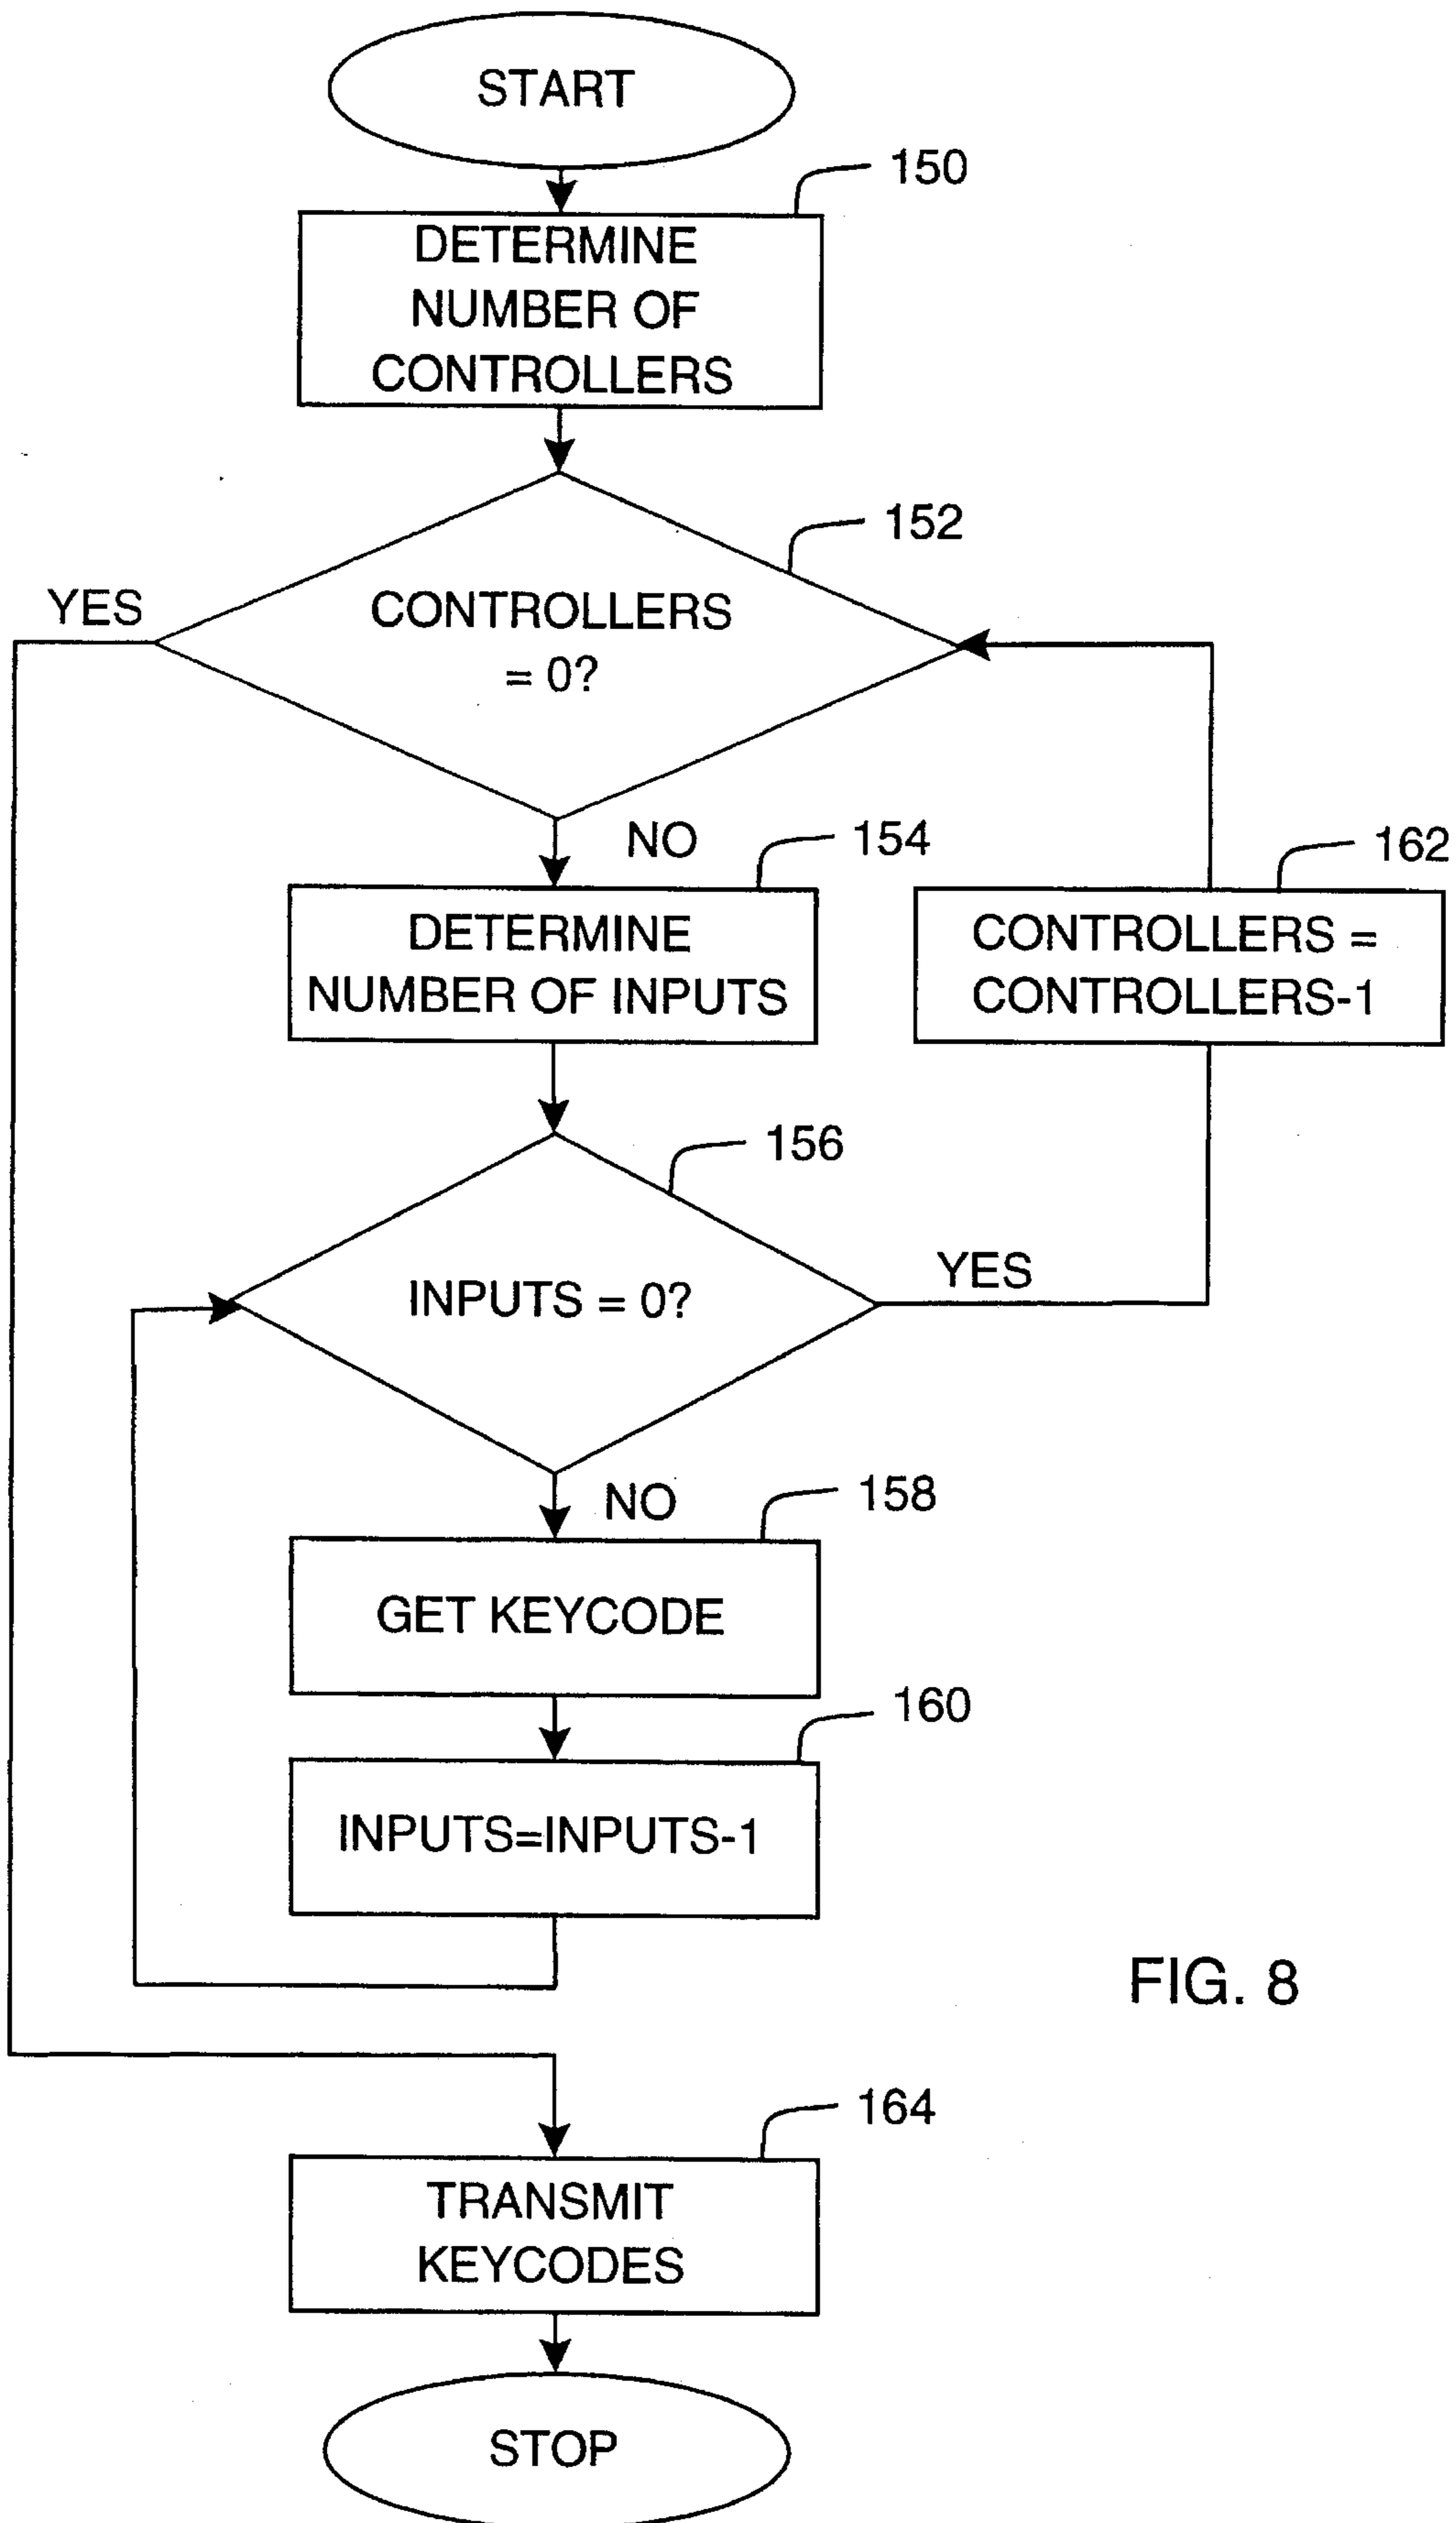 START
150
DETERMINE
NUMBER OF
CONTROLLERS
152
YES
CONTROLLERS
= 0?
NO
154
162
DETERMINE
NUMBER OF INPUTS
CONTROLLERS =
CONTROLLERS-1
156
INPUTS = 0?
YES
NO
158
GET KEYCODE
160
INPUTS=INPUTS-1
FIG. 8
164
TRANSMIT
KEYCODES
STOP